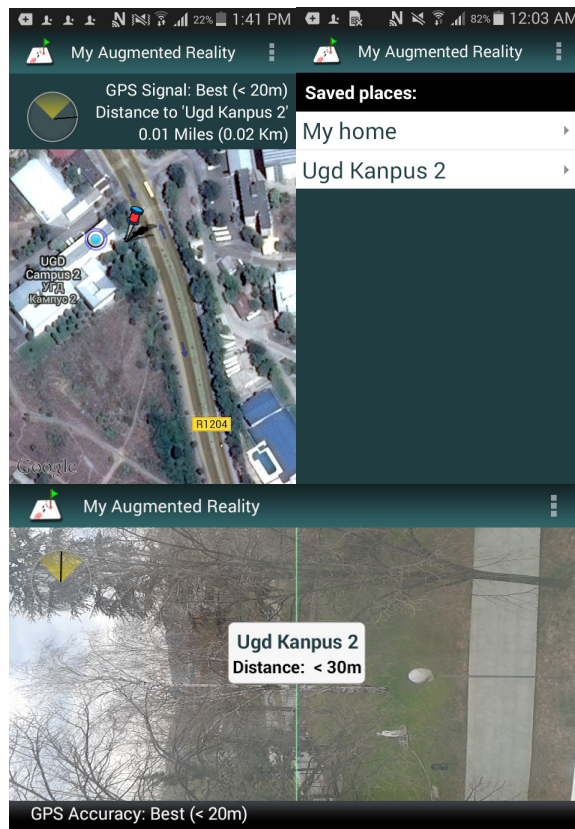 22% 1:41 PM
My Augmented Reality
GPS Signal: Best (< 20m)
Distance to 'Ugd Kanpus 2'
0.01 Miles (0.02 Km)
UGD
Campus 2
УГД
Кампус 2
R1204
Google
82% 12:03 AM
My Augmented Reality
Saved places:
My home
Ugd Kanpus 2
My Augmented Reality
Ugd Kanpus 2
Distance: < 30m
GPS Accuracy: Best (< 20m)